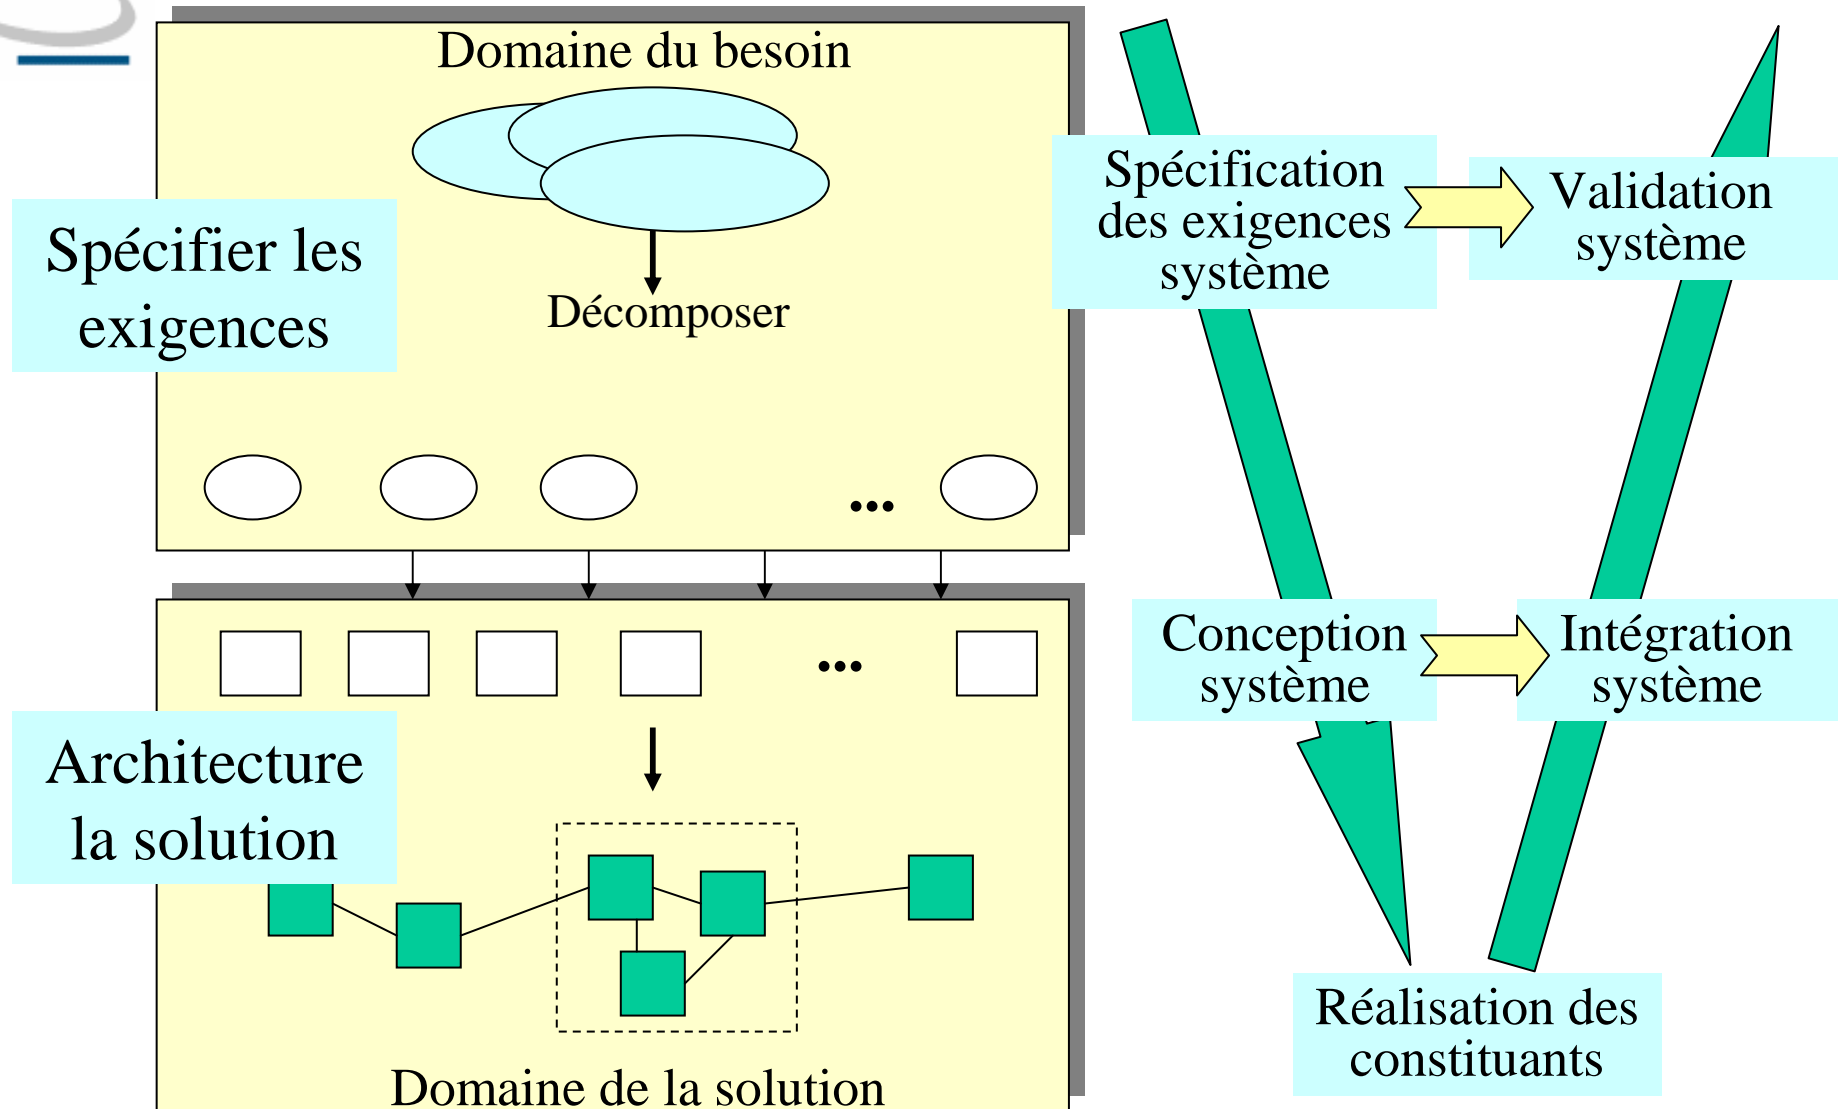 Domaine du besoin
Spécifier les
exigences
Décomposer
...
...
Architecture
la solution
Domaine de la solution
Spécification
des exigences
système
Validation
système
Conception
système
Intégration
système
Réalisation des
constituants